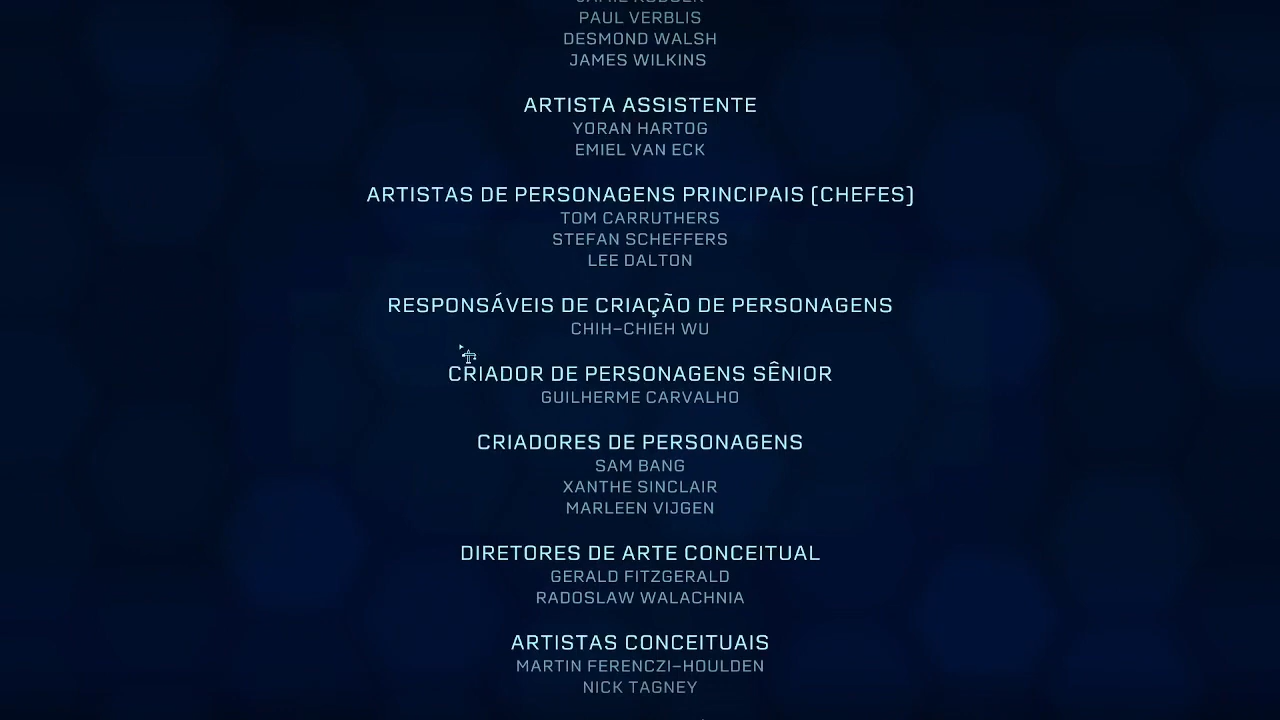 PAUL VERBLIS
DESMOND WALSH
JAMES WILKINS
ARTISTA ASSISTENTE
YORAN HARTOG
EMIEL VAN ECK
ARTISTAS DE PERSONAGENS PRINCIPAIS (CHEFES)
TOM CARRUTHERS
STEFAN SCHEFFERS
LEE DALTON
RESPONSÁVEIS DE CRIAÇÃO DE PERSONAGENS
CHIH-CHIEH WU
CRIADOR DE PERSONAGENS SÊNIOR
GUILHERME CARVALHO
CRIADORES DE PERSONAGENS
SAM BANG
XANTHE SINCLAIR
MARLEEN VIJGEN
DIRETORES DE ARTE CONCEITUAL
GERALD FITZGERALD
RADOSLAW WALACHNIA
ARTISTAS CONCEITUAIS
MARTIN FERENCZI-HOULDEN
NICK TAGNEY